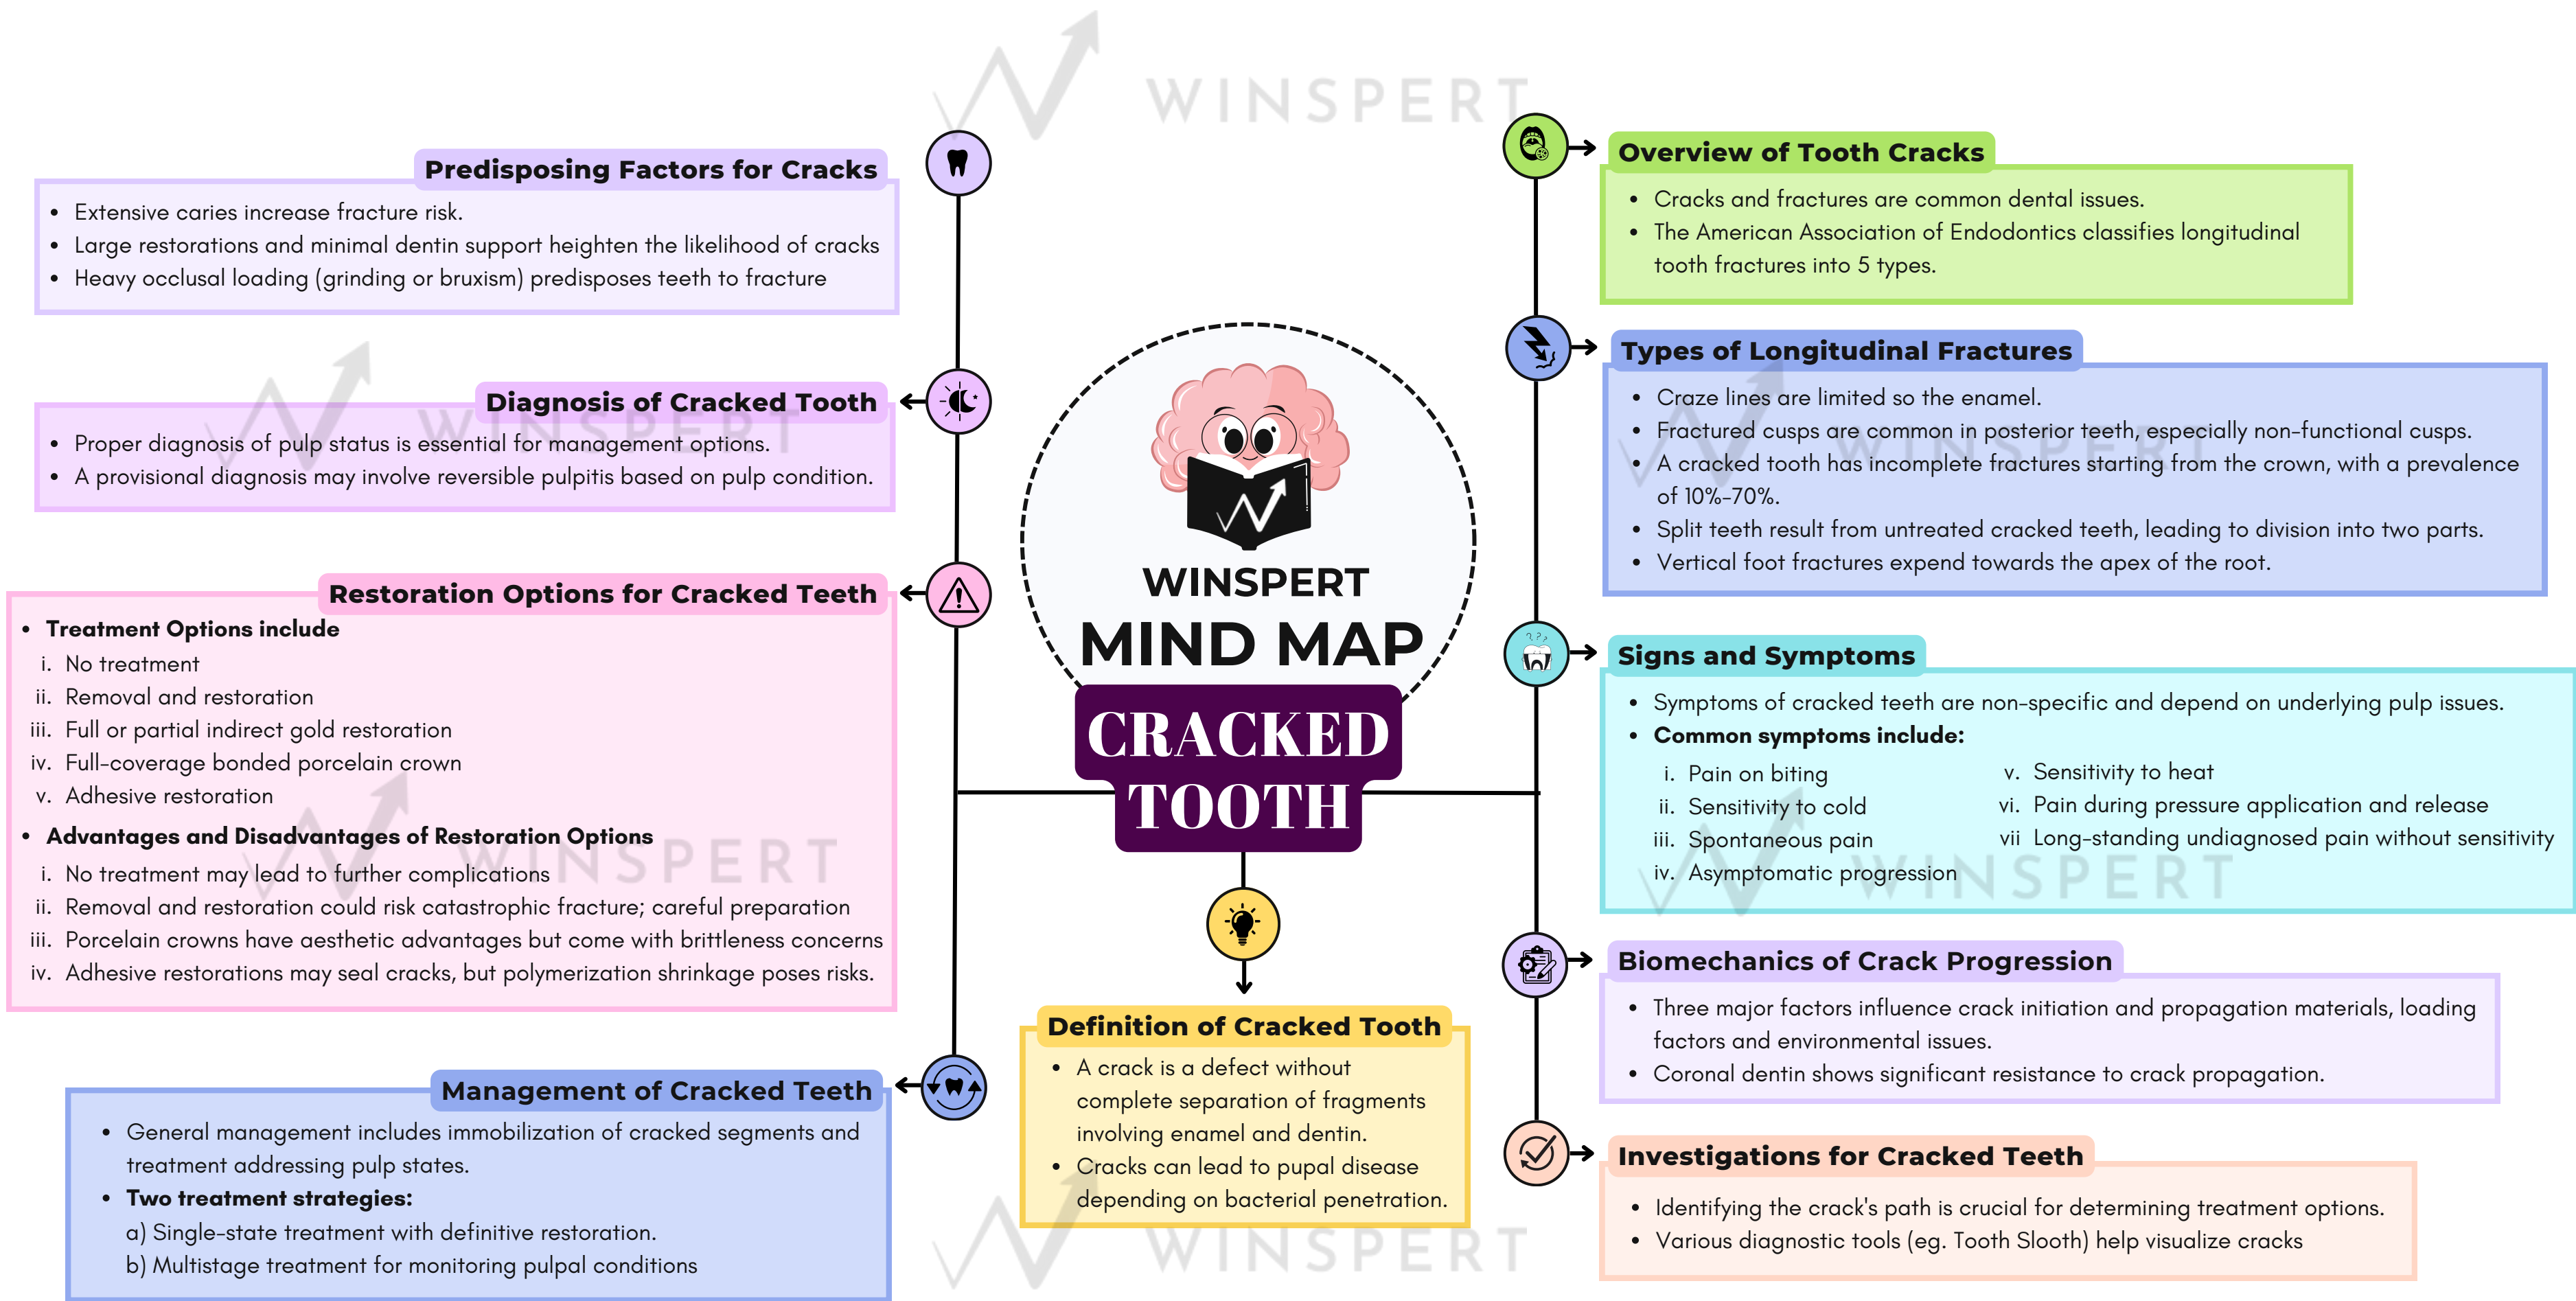 WINSPERT
Predisposing Factors for Cracks
• Extensive caries increase fracture risk.
• Large restorations and minimal dentin support heighten the likelihood of cracks
• Heavy occlusal loading (grinding or bruxism) predisposes teeth to fracture
Diagnosis of Cracked Tooth
WINSPERT
• Proper diagnosis of pulp status is essential for management options.
• A provisional diagnosis may involve reversible pulpitis based on pulp condition.
Restoration Options for Cracked Teeth
• Treatment Options include
i. No treatment
ii. Removal and restoration
iii. Full or partial indirect gold restoration
iv. Full-coverage bonded porcelain crown
v. Adhesive restoration
• Advantages and Disadvantages of Restoration Options
WINSPERT
i. No treatment may lead to further complications
ii. Removal and restoration could risk catastrophic fracture; careful preparation
iii. Porcelain crowns have aesthetic advantages but come with brittleness concerns
iv. Adhesive restorations may seal cracks, but polymerization shrinkage poses risks.
Management of Cracked Teeth
• General management includes immobilization of cracked segments and
treatment addressing pulp states.
• Two treatment strategies:
a) Single-state treatment with definitive restoration.
b) Multistage treatment for monitoring pulpal conditions
WINSPERT
MIND MAP
CRACKED
TOOTH
Definition of Cracked Tooth
• A crack is a defect without
complete separation of fragments
involving enamel and dentin.
• Cracks can lead to pupal disease
depending on bacterial penetration.
WINSPERT
Overview of Tooth Cracks
• Cracks and fractures are common dental issues.
• The American Association of Endodontics classifies longitudinal
tooth fractures into 5 types.
Types of Longitudinal Fractures
• Craze lines are limited so the enamel.
• Fractured cusps are common in posterior teeth, especially non-functional cusps.
WINSPERT
• A cracked tooth has incomplete fractures starting from the crown, with a prevalence
of 10%-70%.
• Split teeth result from untreated cracked teeth, leading to division into two parts.
• Vertical foot fractures expend towards the apex of the root.
???
Signs and Symptoms
• Symptoms of cracked teeth are non-specific and depend on underlying pulp issues.
• Common symptoms include:
i. Pain on biting
ii. Sensitivity to cold
iii. Spontaneous pain
iv. Asymptomatic progression
v. Sensitivity to heat
vi. Pain during pressure application and release
vii Long-standing undiagnosed pain without sensitivity
WINSPERT
Biomechanics of Crack Progression
• Three major factors influence crack initiation and propagation materials, loading
factors and environmental issues.
• Coronal dentin shows significant resistance to crack propagation.
Investigations for Cracked Teeth
• Identifying the crack's path is crucial for determining treatment options.
• Various diagnostic tools (eg. Tooth Slooth) help visualize cracks